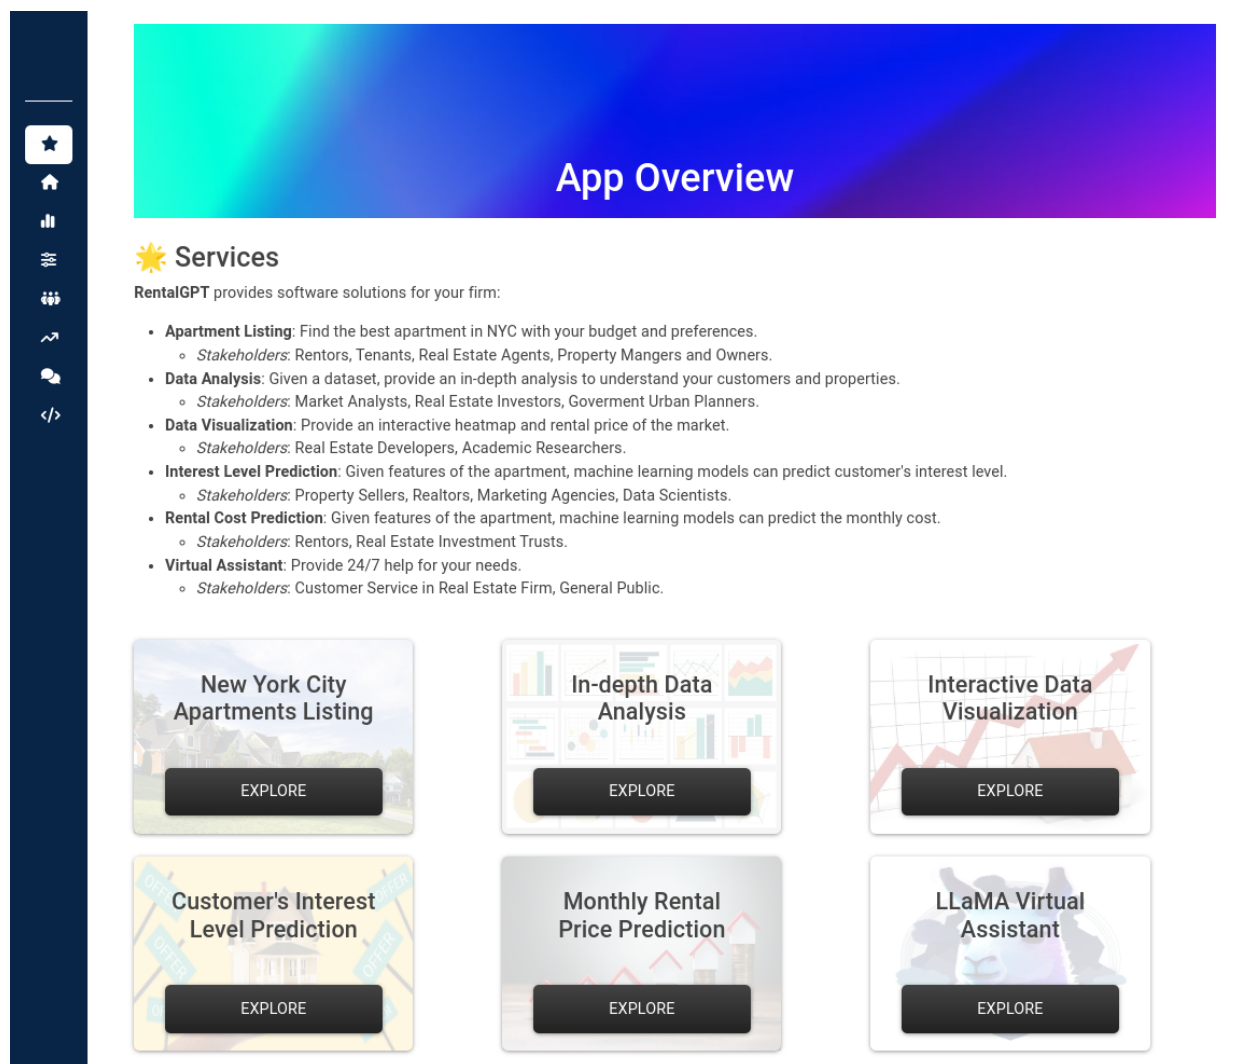 App Overview
🌟 Services
RentalGPT provides software solutions for your firm:
• Apartment Listing: Find the best apartment in NYC with your budget and preferences.
◦ Stakeholders: Rentors, Tenants, Real Estate Agents, Property Mangers and Owners.
• Data Analysis: Given a dataset, provide an in-depth analysis to understand your customers and properties.
◦ Stakeholders: Market Analysts, Real Estate Investors, Goverment Urban Planners.
• Data Visualization: Provide an interactive heatmap and rental price of the market.
◦ Stakeholders: Real Estate Developers, Academic Researchers.
• Interest Level Prediction: Given features of the apartment, machine learning models can predict customer's interest level.
◦ Stakeholders: Property Sellers, Realtors, Marketing Agencies, Data Scientists.
• Rental Cost Prediction: Given features of the apartment, machine learning models can predict the monthly cost.
◦ Stakeholders: Rentors, Real Estate Investment Trusts.
• Virtual Assistant: Provide 24/7 help for your needs.
◦ Stakeholders: Customer Service in Real Estate Firm, General Public.
New York City
Apartments Listing
EXPLORE
In-depth Data
Analysis
EXPLORE
Interactive Data
Visualization
EXPLORE
OFFER
OFFER
Customer's Interest
Level Prediction
OFFER
OFFER
EXPLORE
Monthly Rental
Price Prediction
EXPLORE
LLaMA Virtual
Assistant
EXPLORE